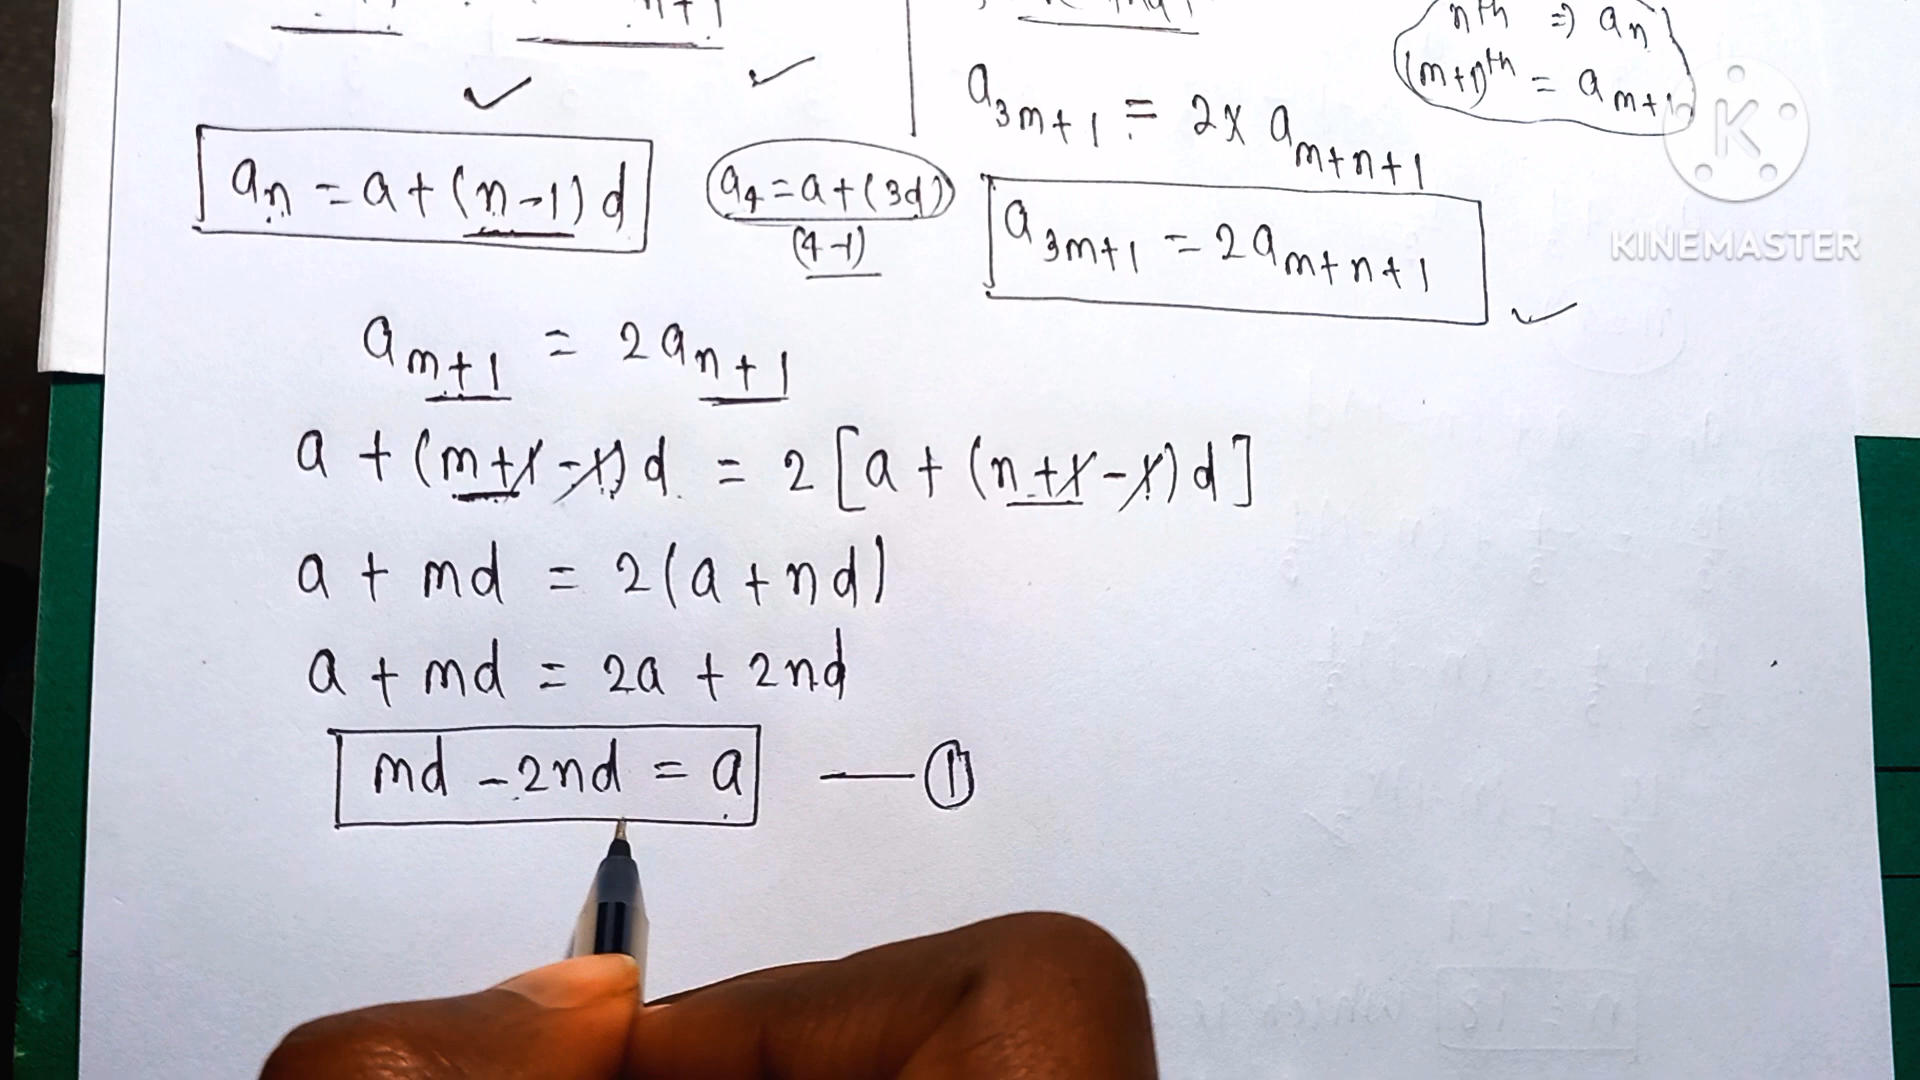 n+1
nth ⇒ an
(m+1)th = am+1
a3m+1 = 2x am+n+1
an = a+(n-1)d
a4=a+(3d)
(4-1)
a3m+1 = 2am+n+1
KINEMASTER
am+1 = 2an+1
a + (m+1-1)d = 2[a + (n+1-1)d]
a + md = 2(a+nd)
a + md = 2a + 2nd
md - 2nd = a — 1